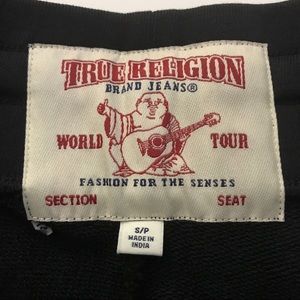 TRUE RELIGION
BRAND JEANS®
WORLD TOUR
FASHION FOR THE SENSES
SECTION SEAT
S/P
MADE IN
INDIA